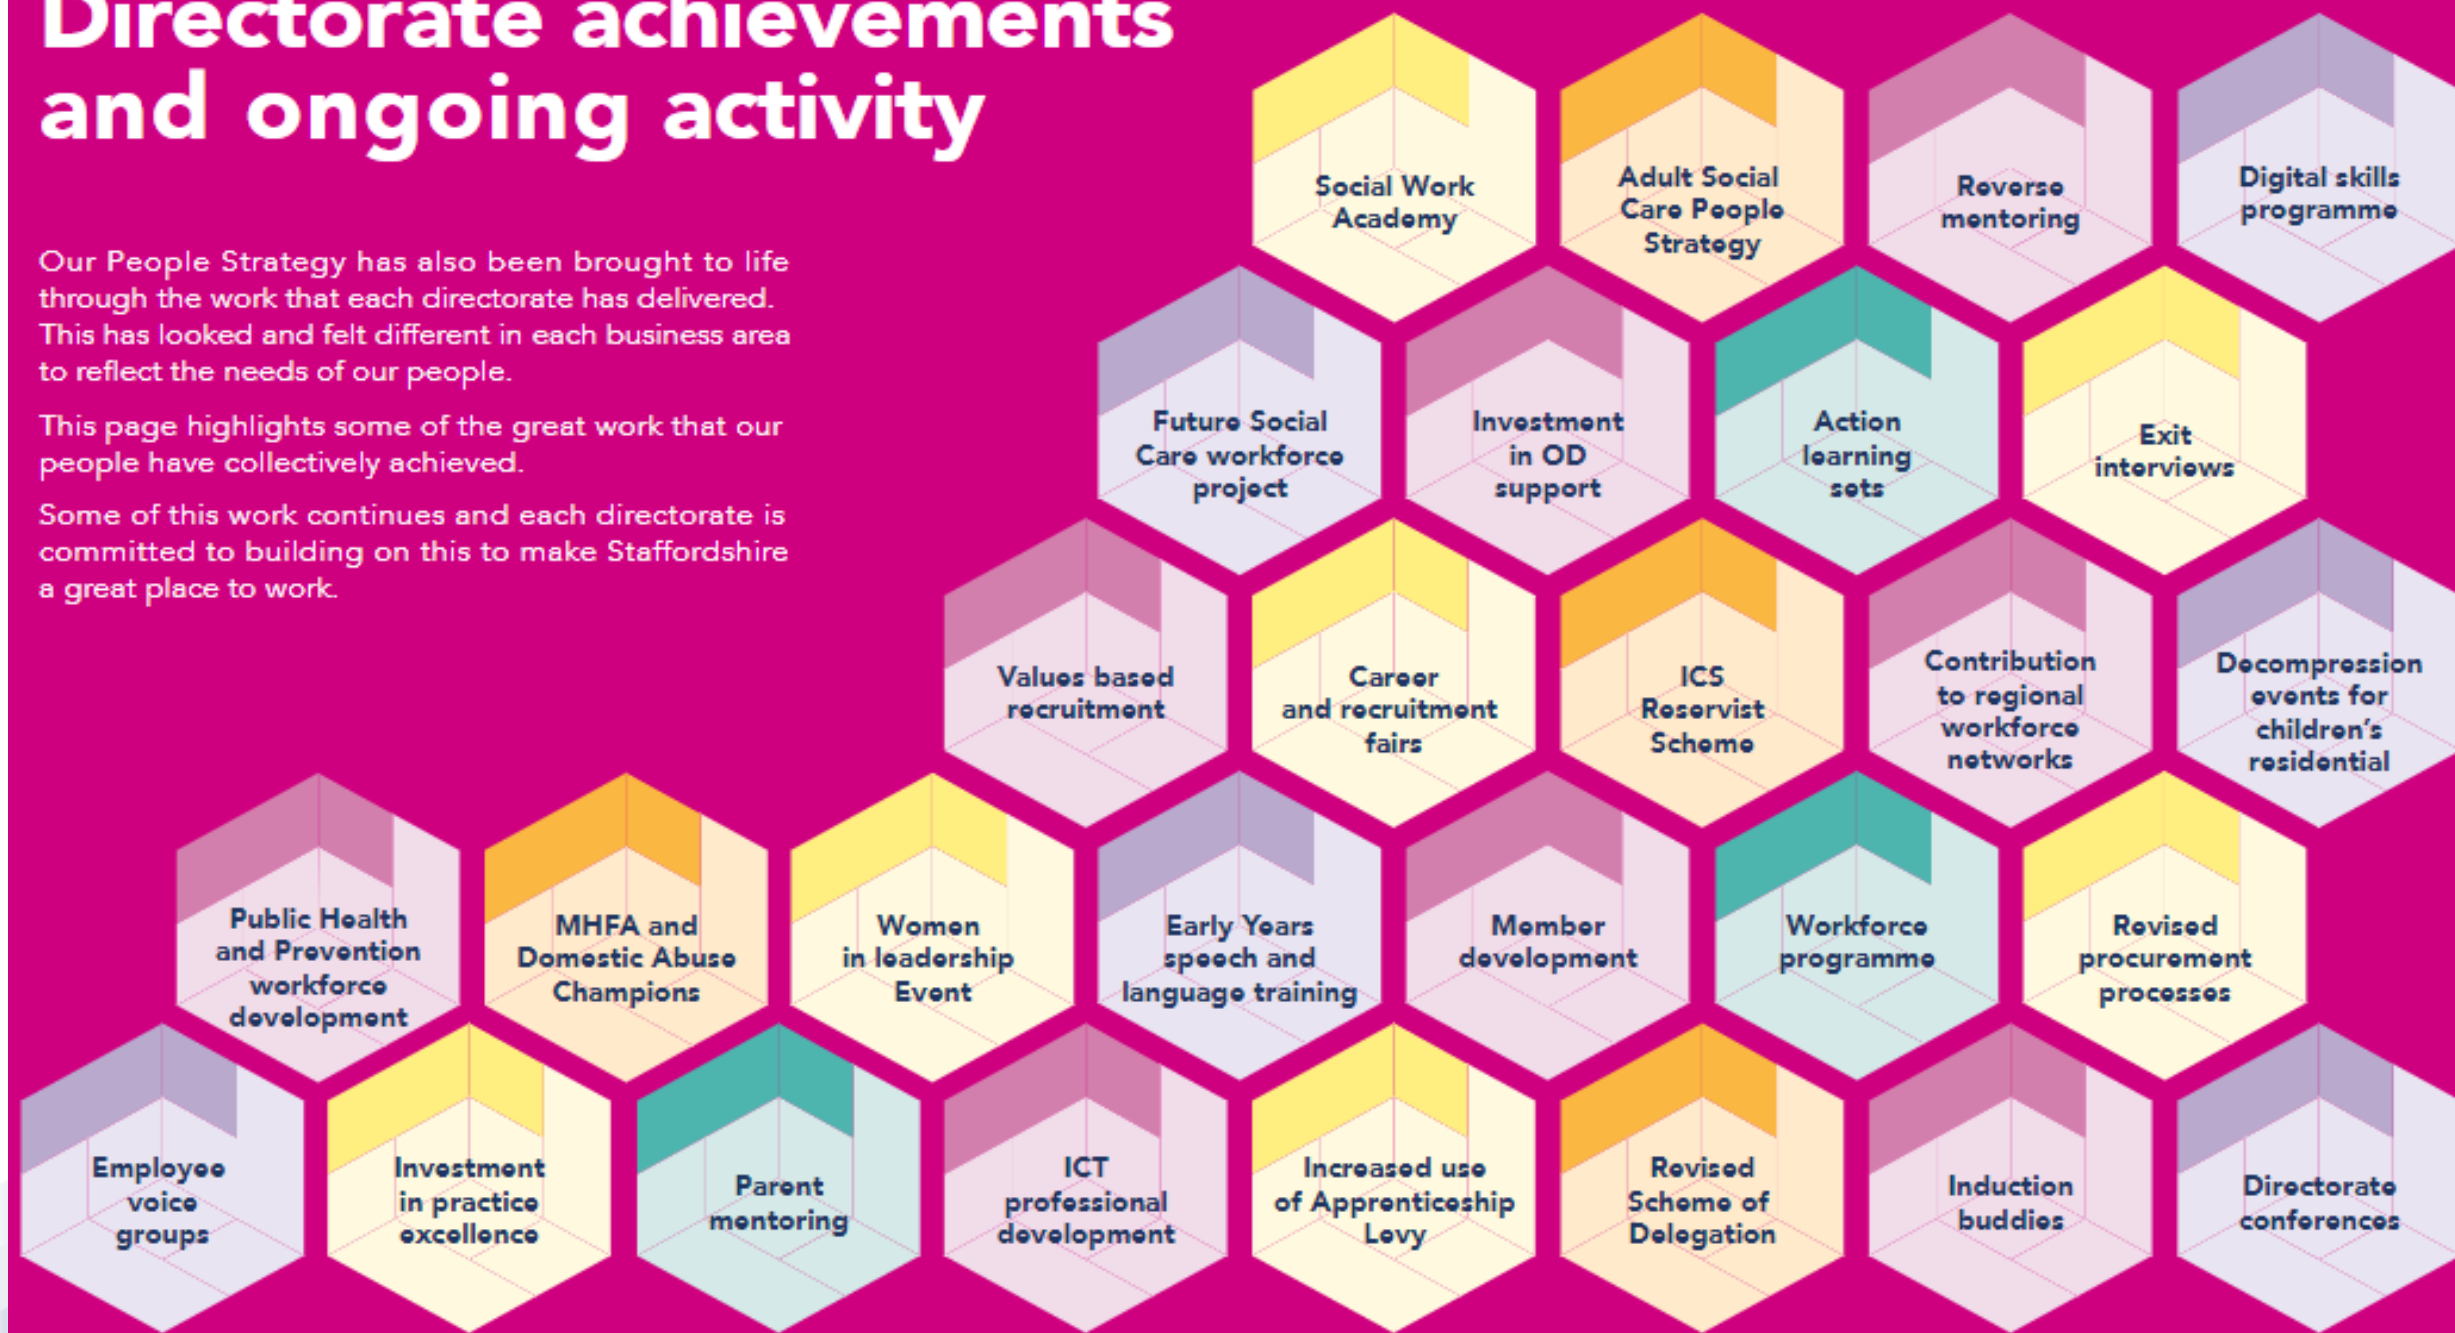 Directorate achievements
and ongoing activity
Our People Strategy has also been brought to life
through the work that each directorate has delivered.
This has looked and felt different in each business area
to reflect the needs of our people.
This page highlights some of the great work that our
people have collectively achieved.
Some of this work continues and each directorate is
committed to building on this to make Staffordshire
a great place to work.
Social Work
Academy
Adult Social
Care People
Strategy
Reverse
mentoring
Digital skills
programme
Future Social
Care workforce
project
Investment
in OD
support
Action
learning
sets
Exit
interviews
Values based
recruitment
Career
and recruitment
fairs
ICS
Reservist
Scheme
Contribution
to regional
workforce
networks
Decompression
events for
children’s
residential
Public Health
and Prevention
workforce
development
MHFA and
Domestic Abuse
Champions
Women
in leadership
Event
Early Years
speech and
language training
Member
development
Workforce
programme
Revised
procurement
processes
Employee
voice
groups
Investment
in practice
excellence
Parent
mentoring
ICT
professional
development
Increased use
of Apprenticeship
Levy
Revised
Scheme of
Delegation
Induction
buddies
Directorate
conferences